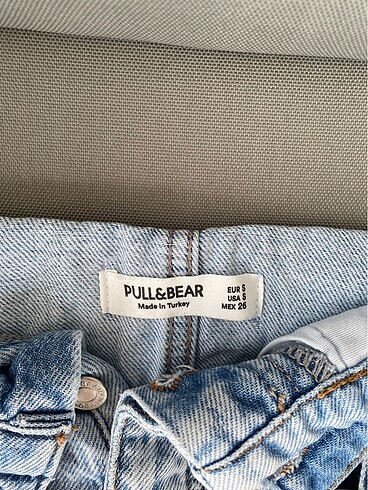 PULL&BEAR
Made in Turkey
EUR S
USA S
MEX 26